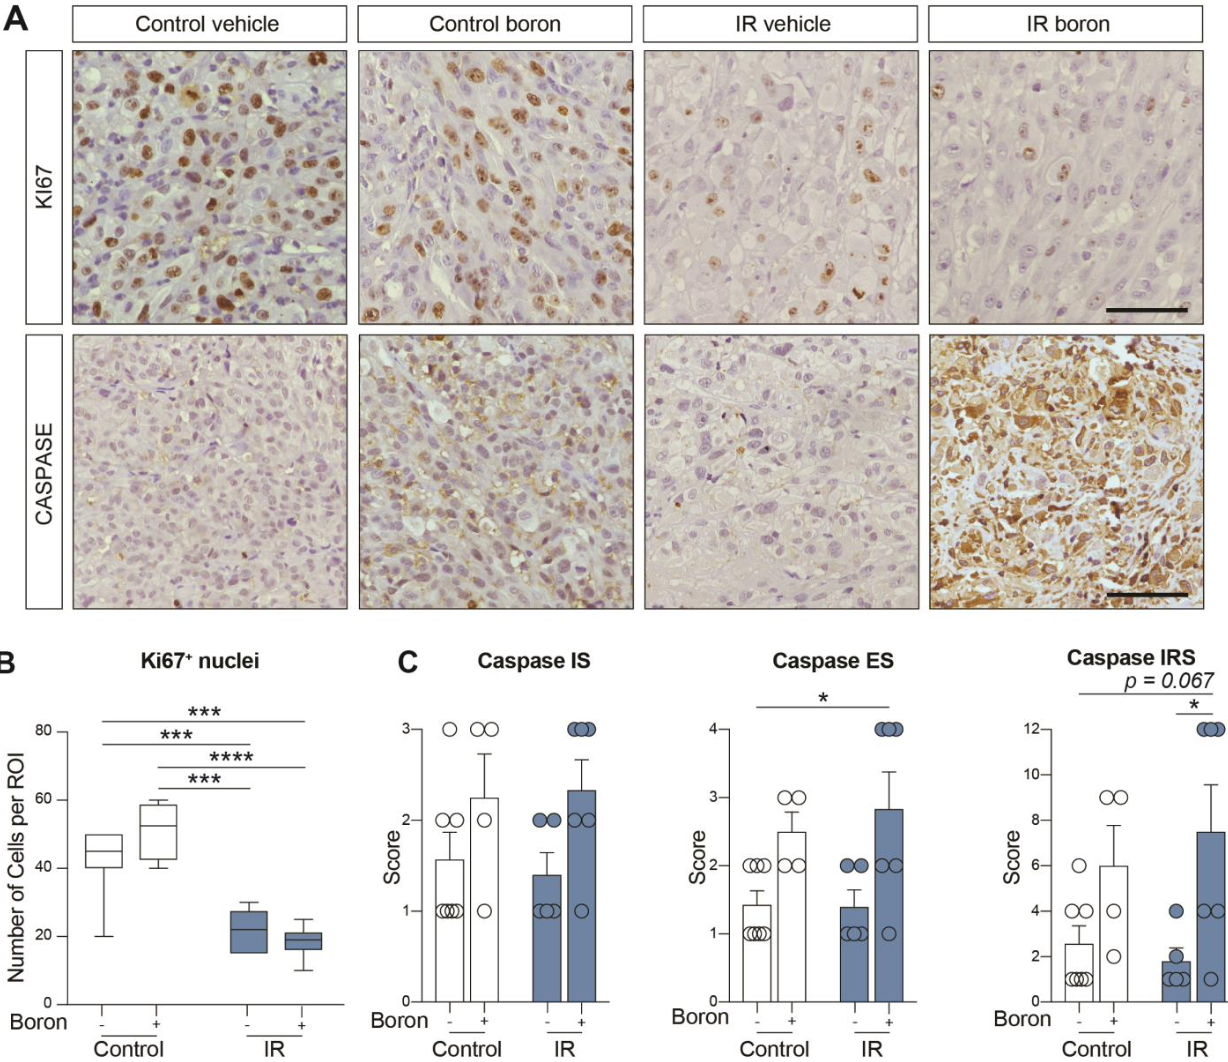 A
Control vehicle
Control boron
IR vehicle
IR boron
KI67
CASPASE
B
Ki67⁺ nuclei
Number of Cells per ROI
80
60
40
20
0
***
***
****
***
Boron
- + - +
Control IR
C
Caspase IS
Score
3
2
1
0
Boron
- + - +
Control IR
Caspase ES
Score
4
3
2
1
0
*
Boron
- + - +
Control IR
Caspase IRS
p = 0.067
*
Score
12
10
8
6
4
2
0
Boron
- + - +
Control IR